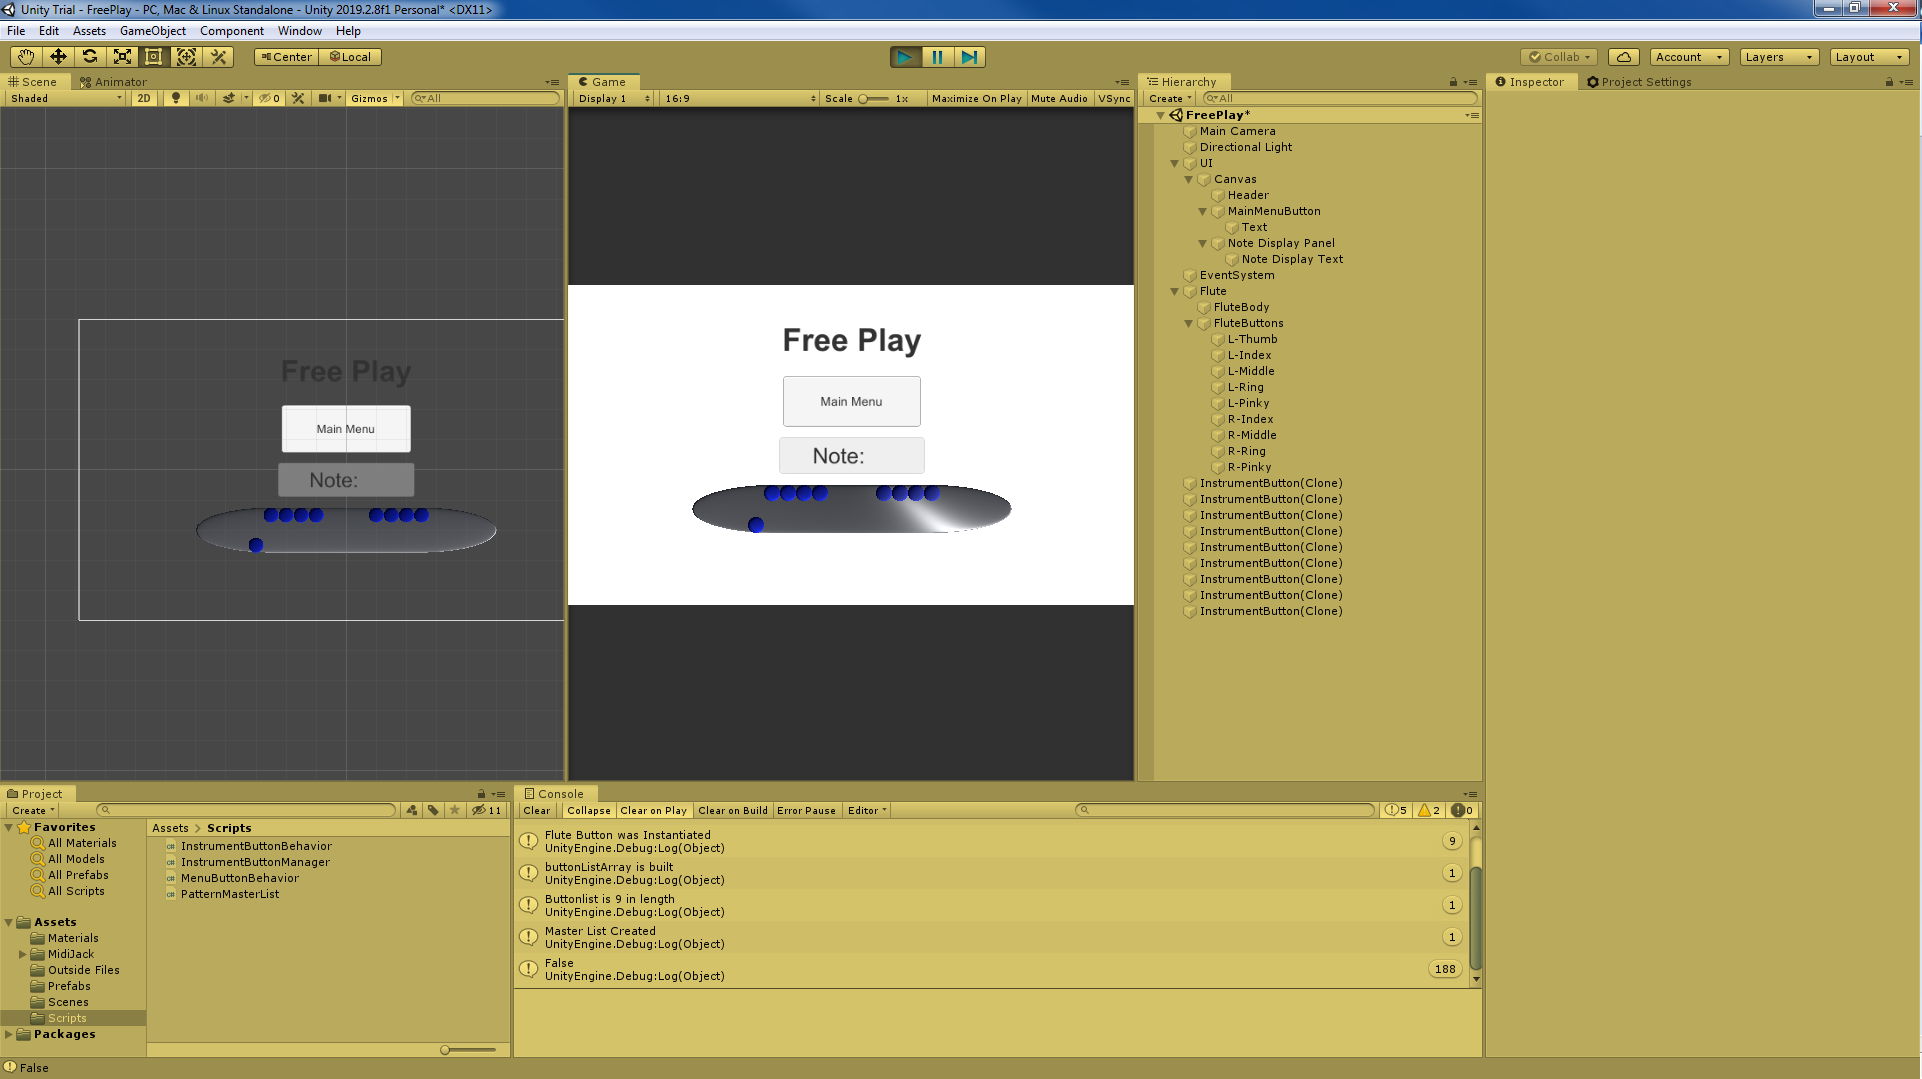 Unity Trial - FreePlay - PC, Mac & Linux Standalone - Unity 2019.2.8f1 Personal* <DX11>
File Edit Assets GameObject Component Window Help
Center Local Collab Account Layers Layout
Scene Animator
Shaded 2D 0 Gizmos All
Free Play
Main Menu
Note:
Game
Display 1 16:9 Scale 1x Maximize On Play Mute Audio VSync
Free Play
Main Menu
Note:
Hierarchy
Create All
FreePlay*
Main Camera
Directional Light
UI
Canvas
Header
MainMenuButton
Text
Note Display Panel
Note Display Text
EventSystem
Flute
FluteBody
FluteButtons
L-Thumb
L-Index
L-Middle
L-Ring
L-Pinky
R-Index
R-Middle
R-Ring
R-Pinky
InstrumentButton(Clone)
InstrumentButton(Clone)
InstrumentButton(Clone)
InstrumentButton(Clone)
InstrumentButton(Clone)
InstrumentButton(Clone)
InstrumentButton(Clone)
InstrumentButton(Clone)
InstrumentButton(Clone)
Inspector Project Settings
Project
Create 11
Favorites
All Materials
All Models
All Prefabs
All Scripts
Assets
Materials
MidiJack
Outside Files
Prefabs
Scenes
Scripts
Packages
Assets > Scripts
InstrumentButtonBehavior
InstrumentButtonManager
MenuButtonBehavior
PatternMasterList
Console
Clear Collapse Clear on Play Clear on Build Error Pause Editor 5 2 0
Flute Button was Instantiated 9
UnityEngine.Debug:Log(Object)
buttonListArray is built 1
UnityEngine.Debug:Log(Object)
Buttonlist is 9 in length 1
UnityEngine.Debug:Log(Object)
Master List Created 1
UnityEngine.Debug:Log(Object)
False 188
UnityEngine.Debug:Log(Object)
False